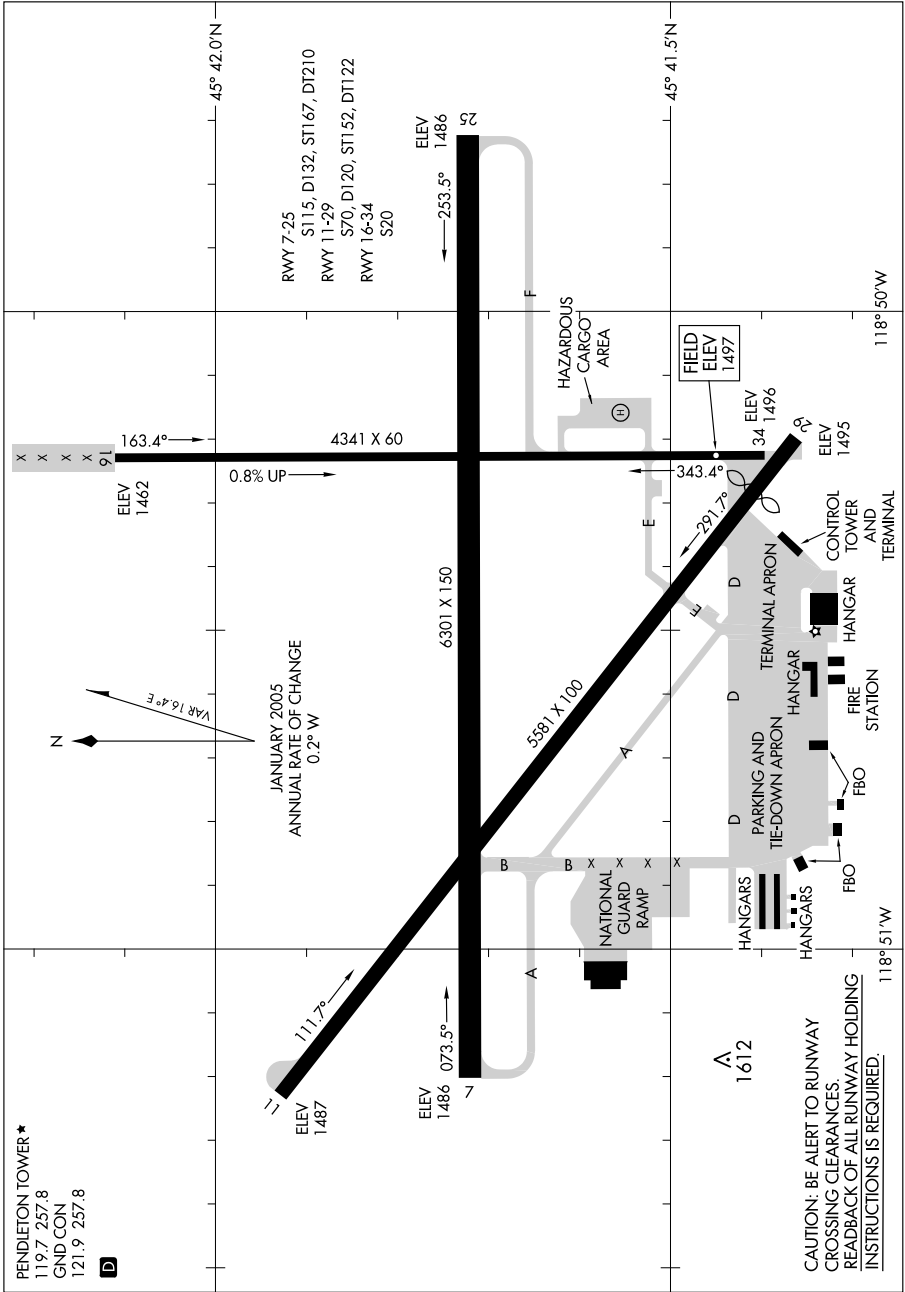 PENDLETON TOWER ★
119.7 257.8
GND CON
121.9 257.8
D
VAR 16.4° E
N
JANUARY 2005
ANNUAL RATE OF CHANGE
0.2° W
45° 42.0'N
45° 41.5'N
RWY 7-25
S115, D132, ST167, DT210
RWY 11-29
S70, D120, ST152, DT122
RWY 16-34
S20
X X X X
16
163.4°
ELEV
1462
0.8% UP
4341 X 60
11
111.7°
ELEV
1487
ELEV
1486
7
073.5°
6301 X 150
ELEV
1486
25
253.5°
5581 X 100
A
A
B
B
X X X X
E
E
F
HAZARDOUS
CARGO
AREA
H
FIELD
ELEV
1497
343.4°
34
ELEV
1496
291.7°
29
ELEV
1495
NATIONAL
GUARD
RAMP
D
D
D
PARKING AND
TIE-DOWN APRON
TERMINAL APRON
HANGARS
HANGARS
FBO
FBO
HANGAR
FIRE
STATION
HANGAR
CONTROL
TOWER
AND
TERMINAL
1612
118° 51'W
118° 50'W
CAUTION: BE ALERT TO RUNWAY
CROSSING CLEARANCES.
READBACK OF ALL RUNWAY HOLDING
INSTRUCTIONS IS REQUIRED.